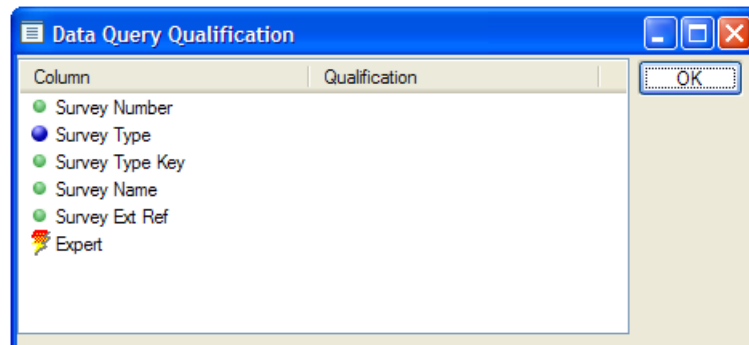 Data Query Qualification
Column Qualification
OK
Survey Number
Survey Type
Survey Type Key
Survey Name
Survey Ext Ref
Expert